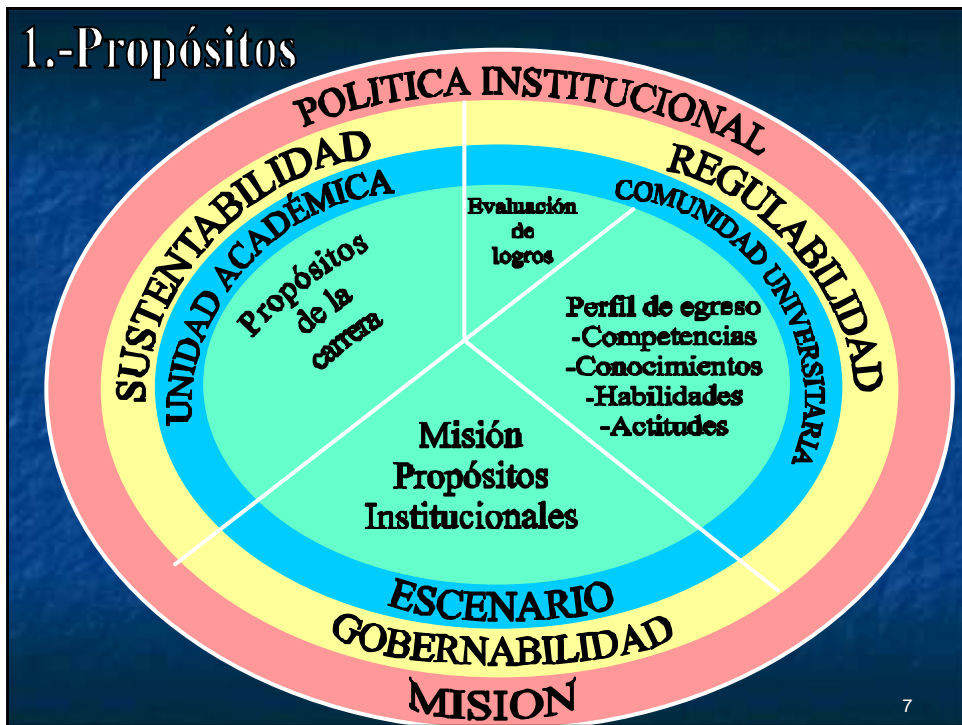 1.-Propósitos
POLITICA INSTITUCIONAL
SUSTENTABILIDAD
REGULABILIDAD
UNIDAD ACADÉMICA
COMUNIDAD UNIVERSITARIA
Evaluación
de
logros
Propósitos
de la
carrera
Perfil de egreso
-Competencias
-Conocimientos
-Habilidades
-Actitudes
Misión
Propósitos
Institucionales
ESCENARIO
GOBERNABILIDAD
MISION
7